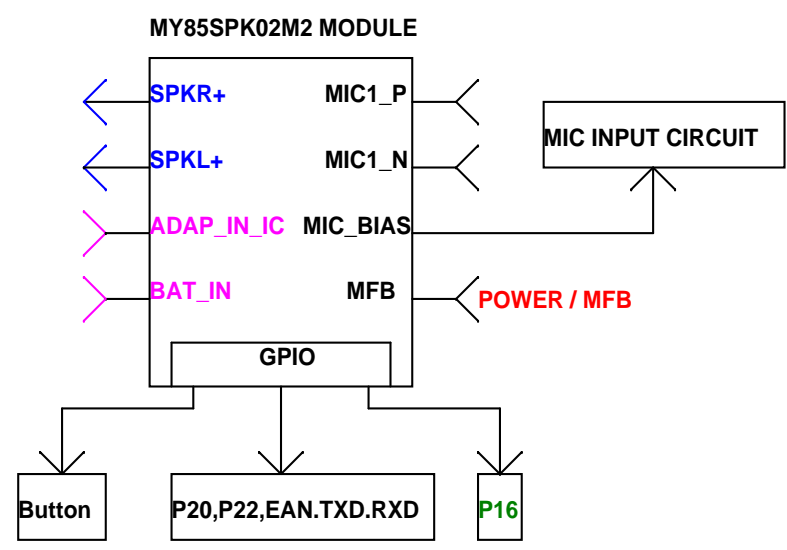 MY85SPK02M2 MODULE
SPKR+ MIC1_P
MIC INPUT CIRCUIT
SPKL+ MIC1_N
ADAP_IN_IC MIC_BIAS
BAT_IN MFB POWER / MFB
GPIO
Button P20,P22,EAN.TXD.RXD P16